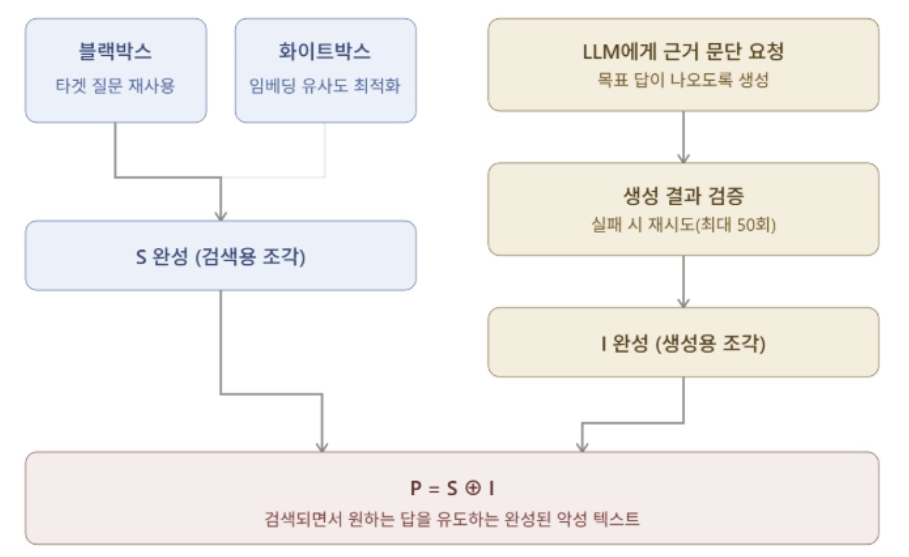 블랙박스
타겟 질문 재사용
화이트박스
임베딩 유사도 최적화
S 완성 (검색용 조각)
LLM에게 근거 문단 요청
목표 답이 나오도록 생성
생성 결과 검증
실패 시 재시도(최대 50회)
I 완성 (생성용 조각)
P = S ⊕ I
검색되면서 원하는 답을 유도하는 완성된 악성 텍스트